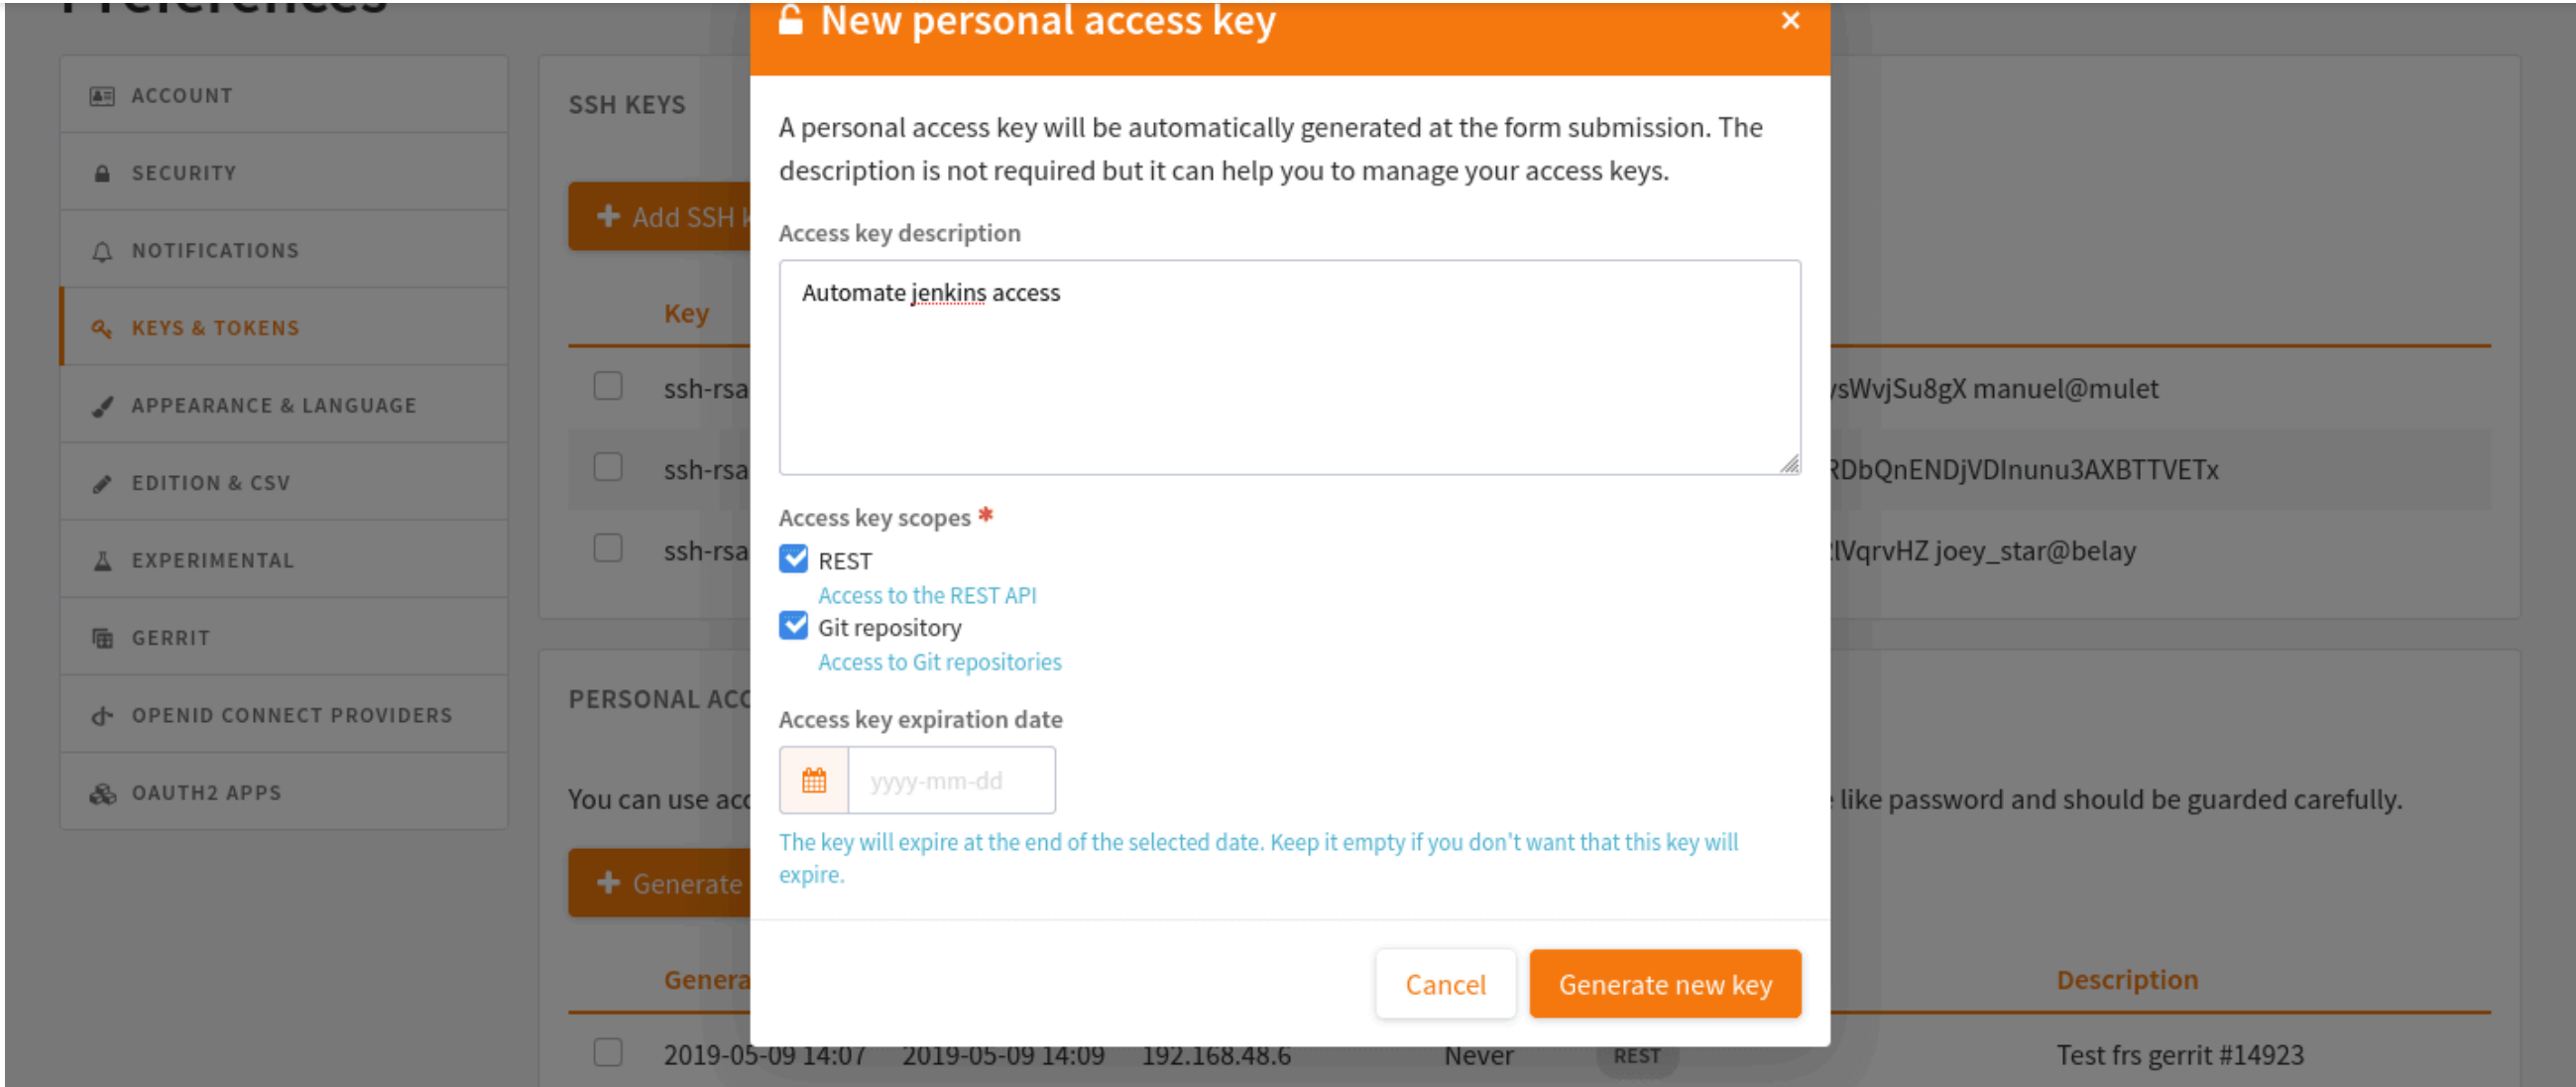 Preferences
ACCOUNT
SECURITY
NOTIFICATIONS
KEYS & TOKENS
APPEARANCE & LANGUAGE
EDITION & CSV
EXPERIMENTAL
GERRIT
OPENID CONNECT PROVIDERS
OAUTH2 APPS
SSH KEYS
Add SSH
Key
ssh-rsa
ysWvjSu8gX manuel@mulet
ssh-rsa
RDbQnENDjVDInunu3AXBTTVETx
ssh-rsa
lVqrvHZ joey_star@belay
PERSONAL ACC
You can use acc
like password and should be guarded carefully.
Generate
Genera
Description
2019-05-09 14:07 2019-05-09 14:09 192.168.48.6 Never REST Test frs gerrit #14923
New personal access key
×
A personal access key will be automatically generated at the form submission. The
description is not required but it can help you to manage your access keys.
Access key description
Automate jenkins access
Access key scopes *
REST
Access to the REST API
Git repository
Access to Git repositories
Access key expiration date
yyyy-mm-dd
The key will expire at the end of the selected date. Keep it empty if you don't want that this key will
expire.
Cancel
Generate new key